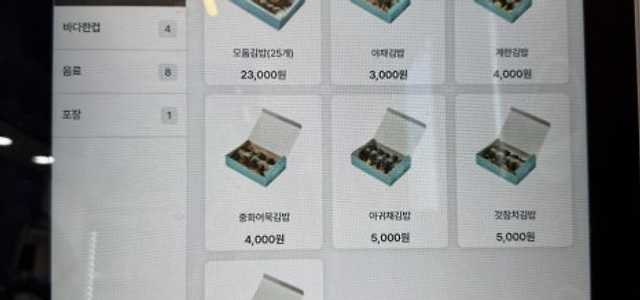 바다한컵 4
음료 8
포장 1
모둠김밥(25개) 야채김밥 계란김밥
23,000원 3,000원 4,000원
중화어묵김밥 아귀채김밥 갓참치김밥
4,000원 5,000원 5,000원